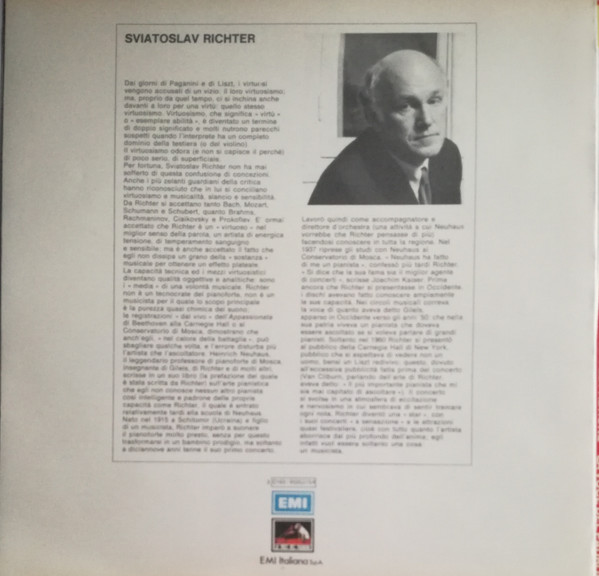 SVIATOSLAV RICHTER
Dai giorni di Paganini e di Liszt, i virtuosi
vengono accusati di un vizio: il loro virtuosismo;
ma, proprio da quel tempo, ci si inchina anche
davanti a loro per una virtù: quello stesso
virtuosismo. Virtuosismo, che significa « virtù »
o « esemplare abilità », è diventato un termine
di doppio significato e molti nutrono parecchi
sospetti quando l'interprete ha un completo
dominio della tastiera (o del violino).
Il virtuosismo odora (e non si capisce il perché)
di poco serio, di superficiale.
Per fortuna, Sviatoslav Richter non ha mai
sofferto di questa confusione di concezioni.
Anche i più zelanti guardiani della critica
hanno riconosciuto che in lui si conciliano
virtuosismo e musicalità, slancio e sensibilità.
Da Richter si accettano tanto Bach, Mozart,
Schumann e Schubert, quanto Brahms,
Rachmaninov, Ciaikovsky e Prokofiev. E' ormai
accettato che Richter è un « virtuoso » nel
miglior senso della parola, un artista di energica
tensione, di temperamento sanguigno
e sensibile; ma è anche accettato il fatto che
egli non dissipa un grano della « sostanza »
musicale per ottenere un effetto plateale.
La capacità tecnica ed i mezzi virtuosistici
diventano qualità oggettive e analitiche: sono
i « media » di una volontà musicale. Richter
non è un tecnocrate del pianoforte, non è un
musicista per il quale lo scopo principale
è la purezza quasi chimica del suono;
le registrazioni « dal vivo » dell'Appassionata
di Beethoven alla Carnegie Hall o al
Conservatorio di Mosca, dimostrano che
anch'egli, « nel calore della battaglia », può
sbagliare qualche volta, e l'errore disturba più
l'artista che l'ascoltatore. Heinrich Neuhaus,
il leggendario professore di pianoforte di Mosca,
insegnante di Gilels, di Richter e di molti altri,
scrisse in un suo libro (la prefazione del quale
è stata scritta da Richter) sull'arte pianistica
che egli non conosce nessun altro pianista
così intelligente e padrone delle proprie
capacità come Richter, il quale è entrato
relativamente tardi alla scuola di Neuhaus.
Nato nel 1915 a Schitomir (Ucraina) e figlio
di un musicista, Richter imparò a suonare
il pianoforte molto presto, senza per questo
trasformarsi in un bambino prodigio, ma soltanto
a diciannove anni tenne il suo primo concerto.
Lavorò quindi come accompagnatore e
direttore d'orchestra (una attività a cui Neuhaus
vorrebbe che Richter pensasse di più)
facendosi conoscere in tutta la regione. Nel
1937 riprese gli studi con Neuhaus al
Conservatorio di Mosca. « Neuhaus ha fatto
di me un pianista », confessò più tardi Richter.
« Si dice che la sua fama sia il miglior agente
di concerti », scrisse Joachim Kaiser. Prima
ancora che Richter si presentasse in Occidente,
i dischi avevano fatto conoscere ampiamente
le sue capacità. Nei circoli musicali correva
la voce di quanto aveva detto Gilels,
apparso in Occidente verso gli anni '50: che nella
sua patria viveva un pianista che doveva
essere ascoltato se si voleva parlare di grandi
pianisti. Soltanto nel 1960 Richter si presentò
al pubblico della Carnegie Hall di New York,
pubblico che si aspettava di vedere non un
uomo, bensì un Liszt redivivo; questo, dovuto
all'eccessiva pubblicità fatta prima dei concerti
(Van Cliburn, parlando dell'arte di Richter
aveva detto: « Il più importante pianista che mi
sia mai capitato di ascoltare »). Il concerto
si svolse in una atmosfera di eccitazione
e nervosismo in cui sembrava di sentir tremare
ogni nota. Richter diventò una « star », con
i suoi concerti « a sensazione » e le attrazioni
quasi festivaliere, cioè con tutto quanto l'artista
aborrisce dal più profondo dell'anima; egli
infatti vuol essere soltanto una cosa:
un musicista.
EMI
EMI Italiana S.p.A.